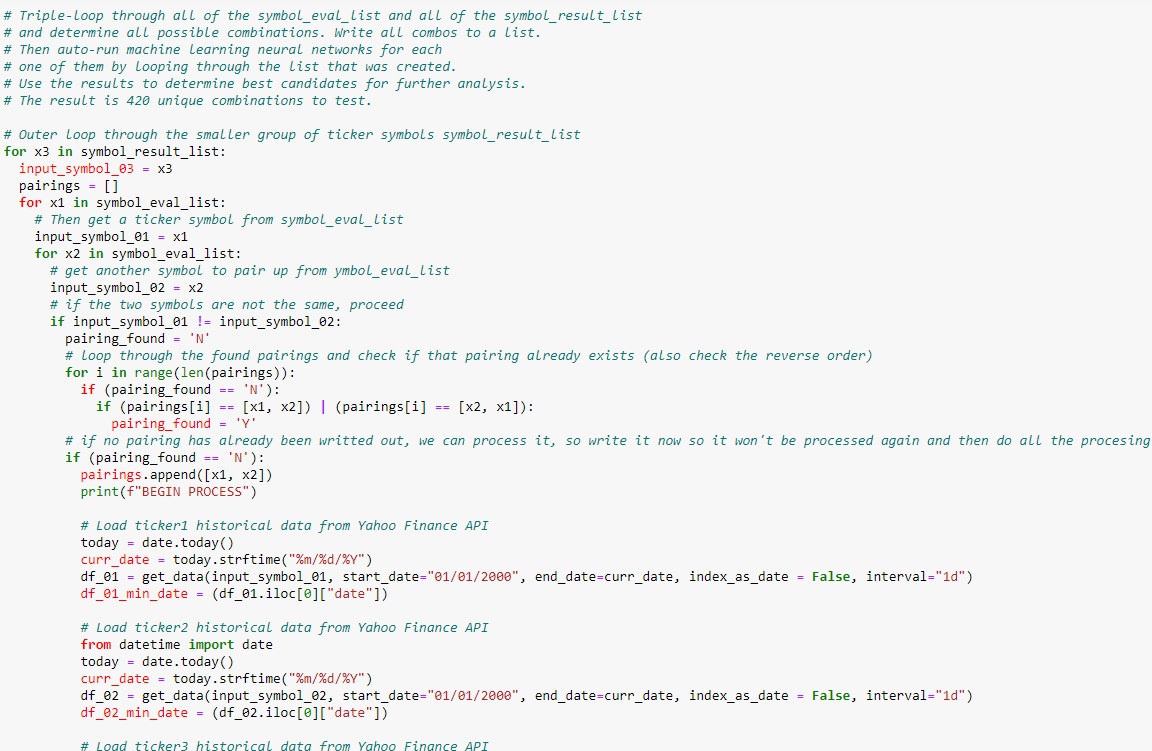 # Triple-loop through all of the symbol_eval_list and all of the symbol_result_list
# and determine all possible combinations. Write all combos to a list.
# Then auto-run machine learning neural networks for each
# one of them by looping through the list that was created.
# Use the results to determine best candidates for further analysis.
# The result is 420 unique combinations to test.

# Outer loop through the smaller group of ticker symbols symbol_result_list
for x3 in symbol_result_list:
  input_symbol_03 = x3
  pairings = []
  for x1 in symbol_eval_list:
    # Then get a ticker symbol from symbol_eval_list
    input_symbol_01 = x1
    for x2 in symbol_eval_list:
      # get another symbol to pair up from ymbol_eval_list
      input_symbol_02 = x2
      # if the two symbols are not the same, proceed
      if input_symbol_01 != input_symbol_02:
        pairing_found = 'N'
        # loop through the found pairings and check if that pairing already exists (also check the reverse order)
        for i in range(len(pairings)):
          if (pairing_found == 'N'):
            if (pairings[i] == [x1, x2]) | (pairings[i] == [x2, x1]):
              pairing_found = 'Y'
        # if no pairing has already been writted out, we can process it, so write it now so it won't be processed again and then do all the procesing
        if (pairing_found == 'N'):
          pairings.append([x1, x2])
          print(f"BEGIN PROCESS")

          # Load ticker1 historical data from Yahoo Finance API
          today = date.today()
          curr_date = today.strftime("%m/%d/%Y")
          df_01 = get_data(input_symbol_01, start_date="01/01/2000", end_date=curr_date, index_as_date = False, interval="1d")
          df_01_min_date = (df_01.iloc[0]["date"])

          # Load ticker2 historical data from Yahoo Finance API
          from datetime import date
          today = date.today()
          curr_date = today.strftime("%m/%d/%Y")
          df_02 = get_data(input_symbol_02, start_date="01/01/2000", end_date=curr_date, index_as_date = False, interval="1d")
          df_02_min_date = (df_02.iloc[0]["date"])

          # Load ticker3 historical data from Yahoo Finance API